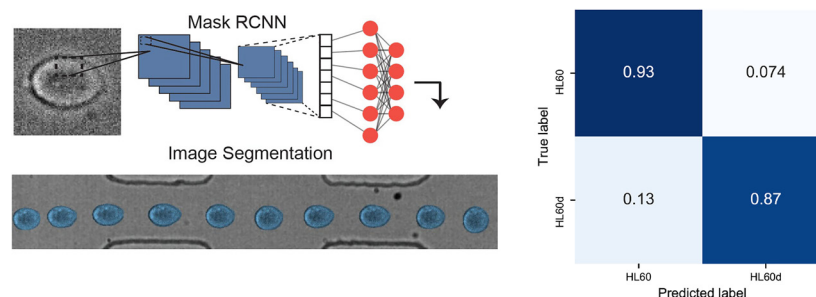 Mask RCNN
Image Segmentation
True label
HL60
HL60d
0.93
0.074
0.13
0.87
HL60
HL60d
Predicted label